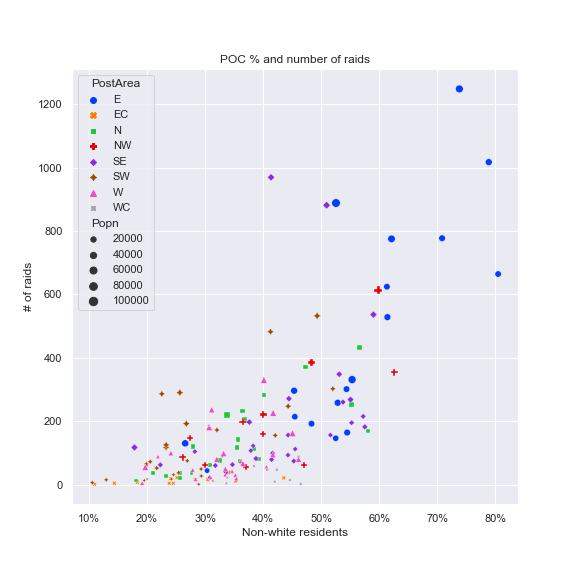 POC % and number of raids
PostArea
E
EC
N
NW
SE
SW
W
WC
Popn
20000
40000
60000
80000
100000
# of raids
1200
1000
800
600
400
200
0
10% 20% 30% 40% 50% 60% 70% 80%
Non-white residents